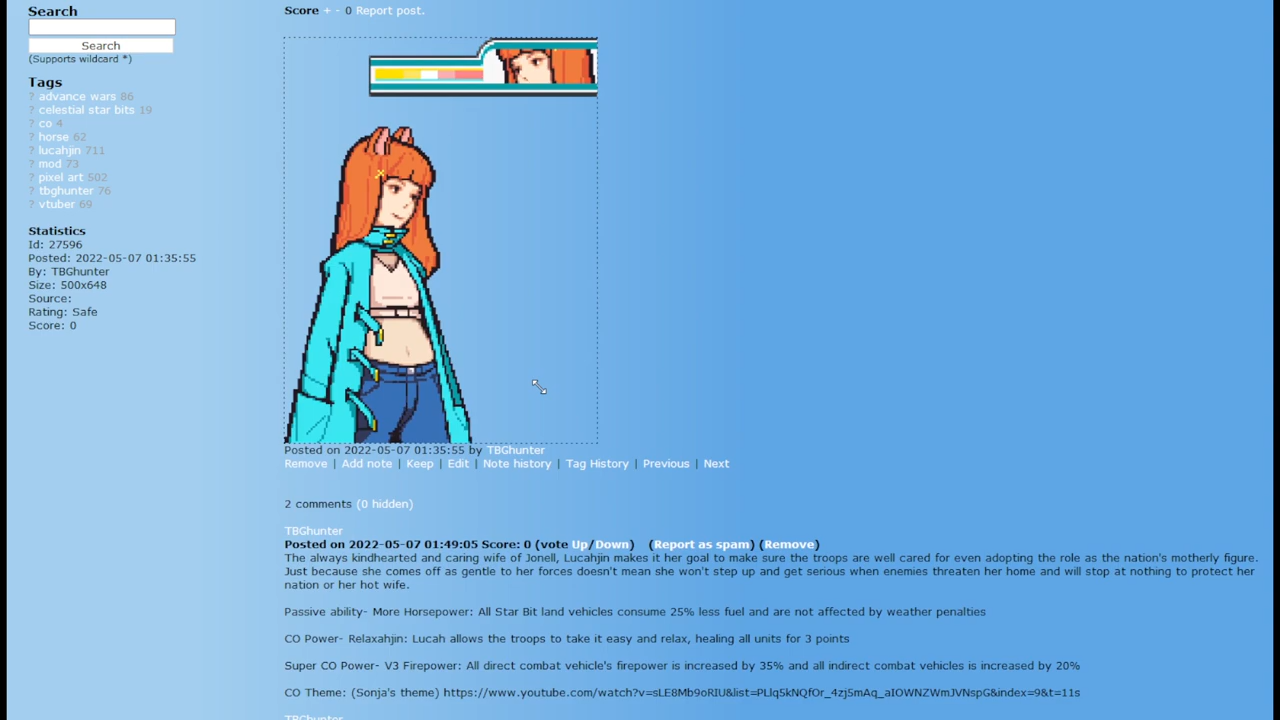 Search
Search
(Supports wildcard *)
Tags
? advance wars 86
? celestial star bits 19
? co 4
? horse 62
? lucahjin 711
? mod 73
? pixel art 502
? tbghunter 76
? vtuber 69
Statistics
Id: 27596
Posted: 2022-05-07 01:35:55
By: TBGhunter
Size: 500x648
Source:
Rating: Safe
Score: 0
Score + - 0 Report post.
Posted on 2022-05-07 01:35:55 by TBGhunter
Remove | Add note | Keep | Edit | Note history | Tag History | Previous | Next
2 comments (0 hidden)
TBGhunter
Posted on 2022-05-07 01:49:05 Score: 0 (vote Up/Down) (Report as spam) (Remove)
The always kindhearted and caring wife of Jonell, Lucahjin makes it her goal to make sure the troops are well cared for even adopting the role as the nation's motherly figure.
Just because she comes off as gentle to her forces doesn't mean she won't step up and get serious when enemies threaten her home and will stop at nothing to protect her
nation or her hot wife.
Passive ability- More Horsepower: All Star Bit land vehicles consume 25% less fuel and are not affected by weather penalties
CO Power- Relaxahjin: Lucah allows the troops to take it easy and relax, healing all units for 3 points
Super CO Power- V3 Firepower: All direct combat vehicle's firepower is increased by 35% and all indirect combat vehicles is increased by 20%
CO Theme: (Sonja's theme) https://www.youtube.com/watch?v=sLE8Mb9oRIU&list=PLlq5kNQfOr_4zj5mAq_aIOWNZWmJVNspG&index=9&t=11s
TBGhunter